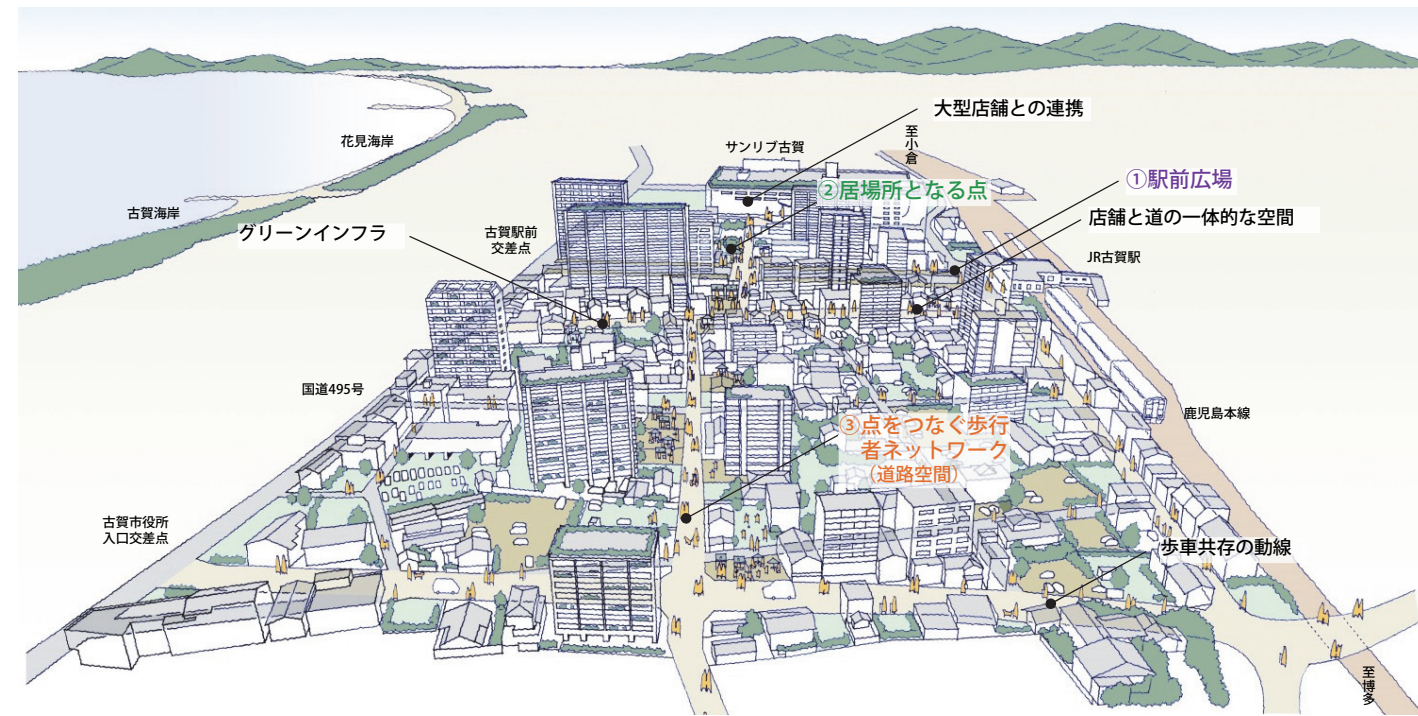 大型店舗との連携
至小倉
サンリブ古賀
花見海岸
①駅前広場
②居場所となる点
古賀海岸
店舗と道の一体的な空間
グリーンインフラ
古賀駅前
交差点
JR古賀駅
国道495号
鹿児島本線
③点をつなぐ歩行
者ネットワーク
（道路空間）
古賀市役所
入口交差点
歩車共存の動線
至博多